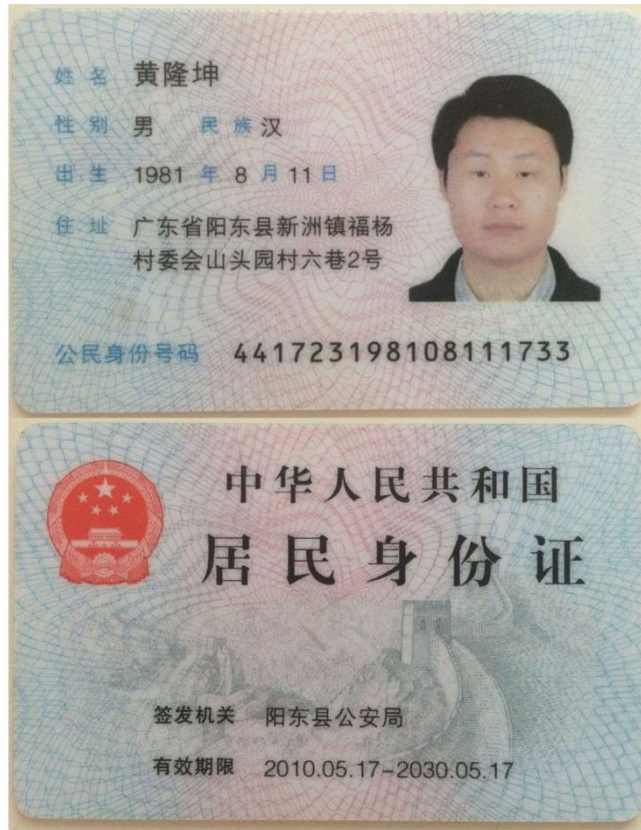 姓名 黄隆坤
性别 男 民族 汉
出生 1981 年 8 月 11 日
住址 广东省阳东县新洲镇福杨
村委会山头园村六巷2号
公民身份号码 441723198108111733
中华人民共和国
居民身份证
签发机关 阳东县公安局
有效期限 2010.05.17-2030.05.17